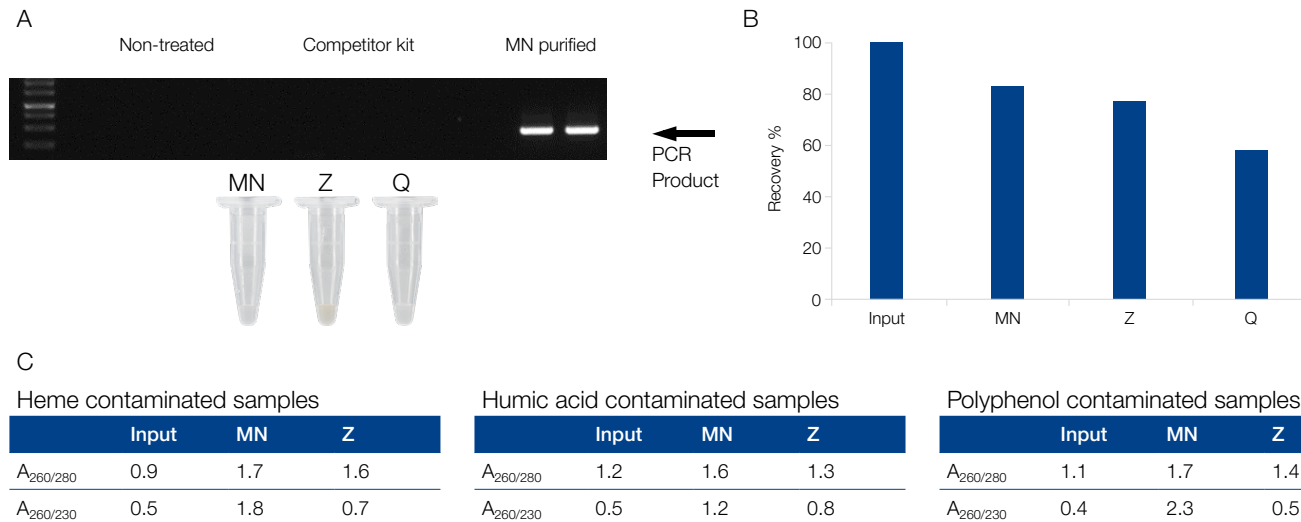 A
Non-treated Competitor kit MN purified
PCR
Product
MN Z Q
B
Recovery %
100
80
60
40
20
0
Input MN Z Q
C
Heme contaminated samples
Input MN Z
A260/280 0.9 1.7 1.6
A260/230 0.5 1.8 0.7
Humic acid contaminated samples
Input MN Z
A260/280 1.2 1.6 1.3
A260/230 0.5 1.2 0.8
Polyphenol contaminated samples
Input MN Z
A260/280 1.1 1.7 1.4
A260/230 0.4 2.3 0.5